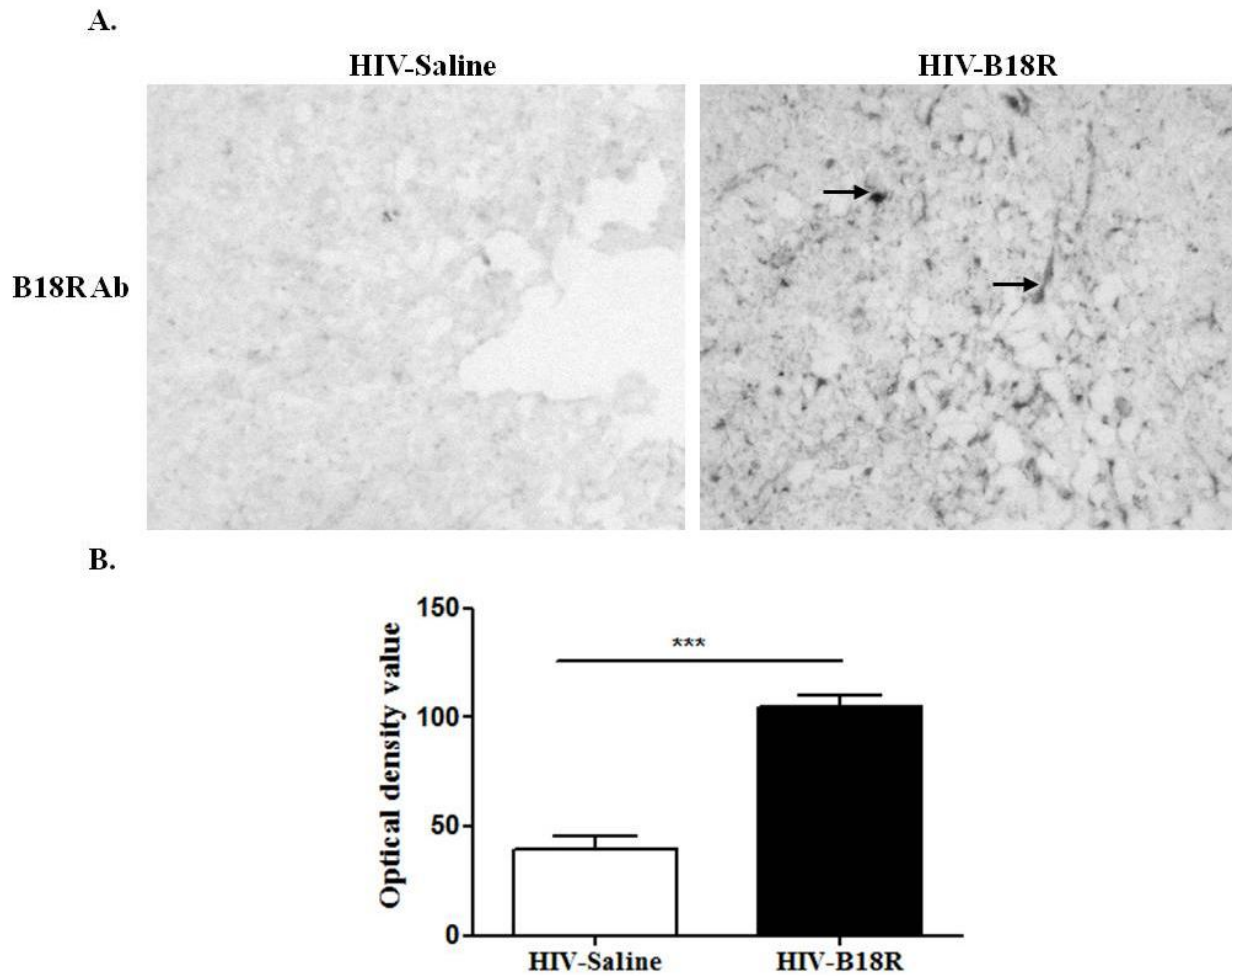 A.
HIV-Saline
HIV-B18R
B18R Ab
B.
150
***
100
50
0
Optical density value
HIV-Saline
HIV-B18R